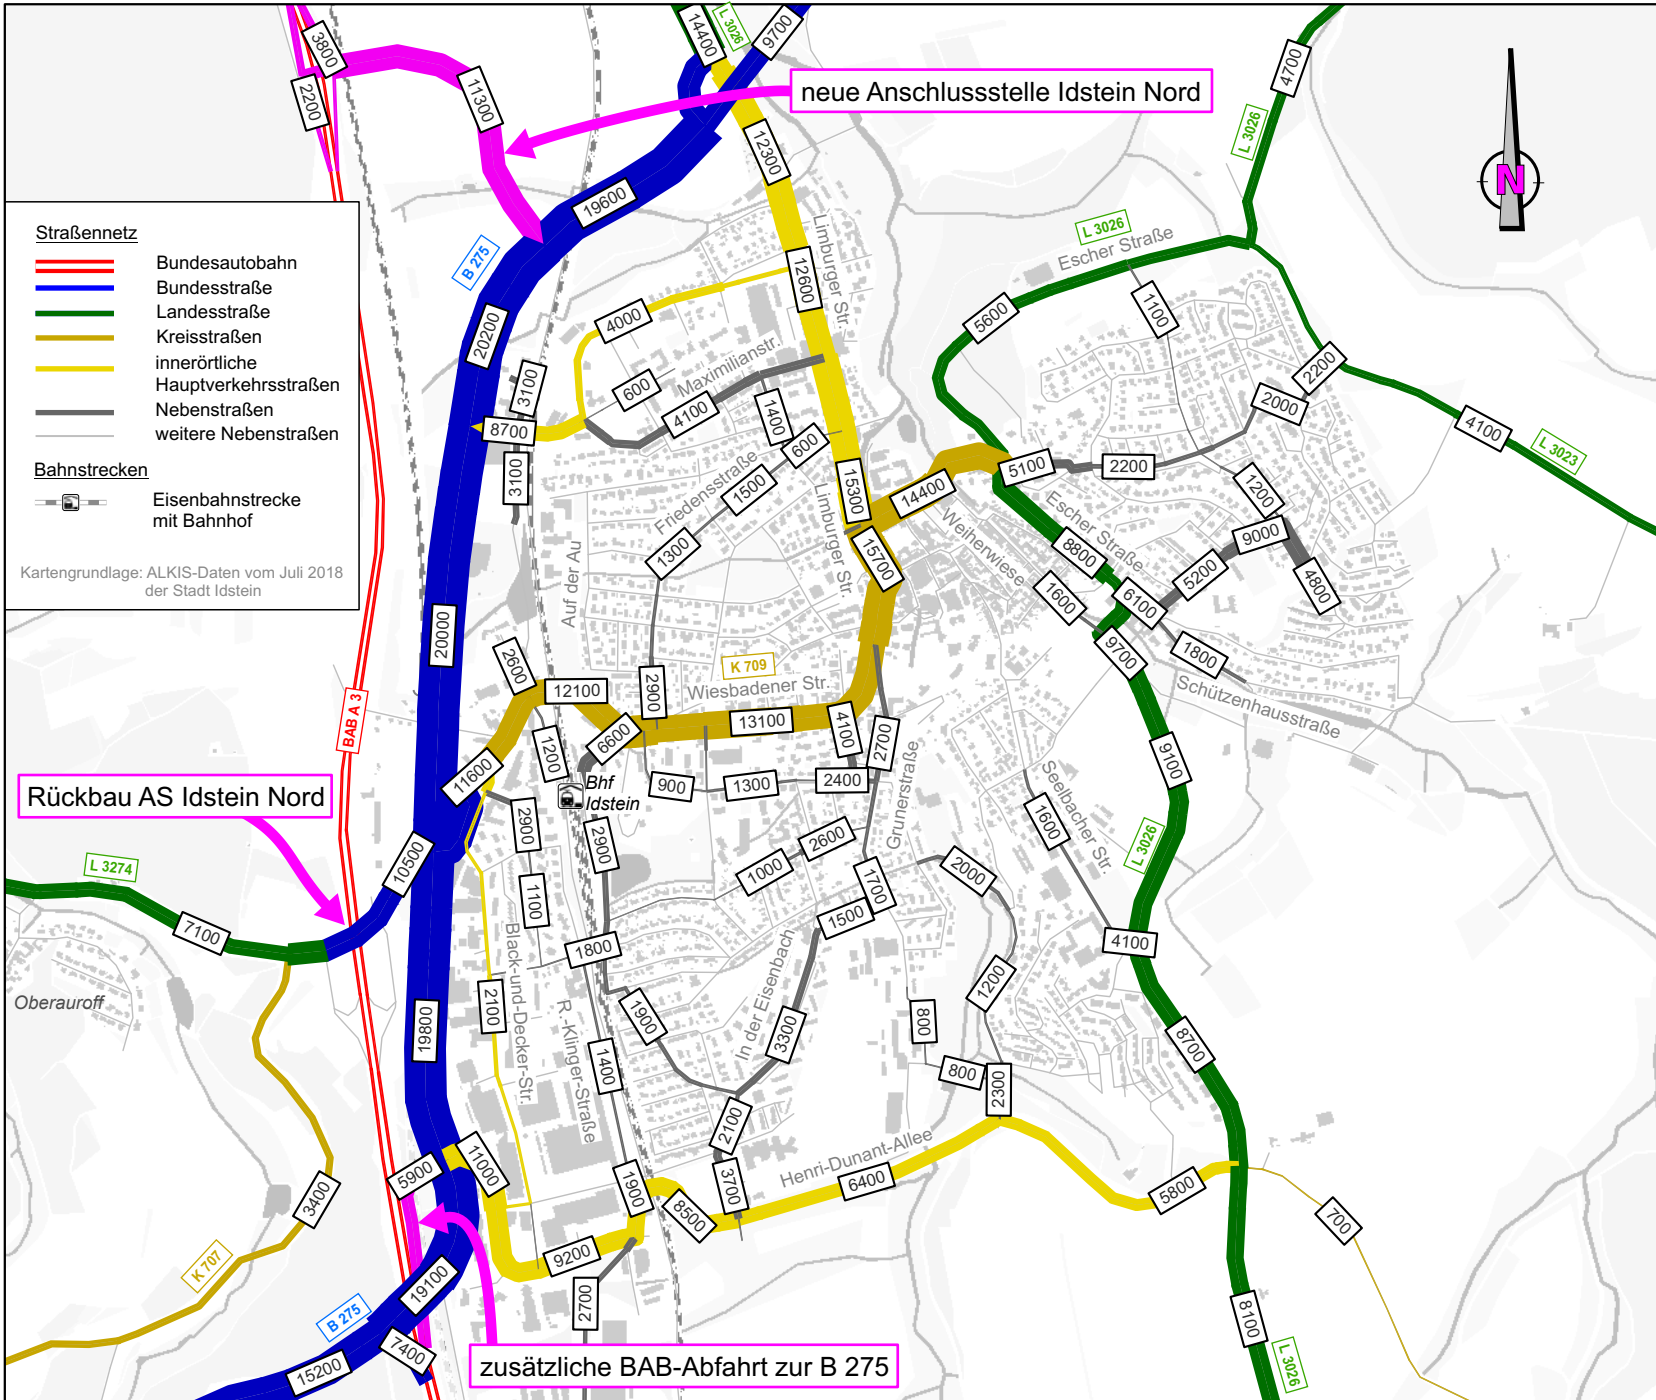 3800
2200
11300
14400
L 3026
9700
neue Anschlussstelle Idstein Nord
12300
4700
L 3026
N
19600
B 275
Limburger Str.
12600
L 3026
Escher Straße
Straßennetz
Bundesautobahn
Bundesstraße
Landesstraße
Kreisstraßen
innerörtliche
Hauptverkehrsstraßen
Nebenstraßen
weitere Nebenstraßen
Bahnstrecken
Eisenbahnstrecke
mit Bahnhof
Kartengrundlage: ALKIS-Daten vom Juli 2018
der Stadt Idstein
20200
4000
5600
1100
2200
600
Maximilianstr.
3100
4100
1400
2000
8700
600
4100
L 3023
3100
Friedensstraße
1500
15300
14400
5100
2200
1200
Limburger Str.
Weiherwiese
Escher Straße
1300
15700
8800
9000
5200
4800
Auf der Au
1600
6100
20000
2600
12100
2900
K 709
Wiesbadener Str.
13100
9700
1800
Schützenhausstraße
BAB A 3
6600
4100
2700
1200
11600
Bhf
Idstein
900
1300
2400
Grunerstraße
9100
Rückbau AS Idstein Nord
Seelbacher Str.
1600
2900
2900
2600
L 3274
10500
1000
2000
1700
L 3026
1100
1500
7100
1800
4100
Oberauroff
Black-und-Decker-Str.
2100
R.-Klinger-Straße
1900
In der Eisenbach
3300
1200
19800
800
8700
1400
800
2300
2100
11000
5900
Henri-Dunant-Allee
3400
1900
3700
6400
5800
8500
700
9200
K 707
19100
2700
B 275
7400
15200
zusätzliche BAB-Abfahrt zur B 275
8100
L 3026